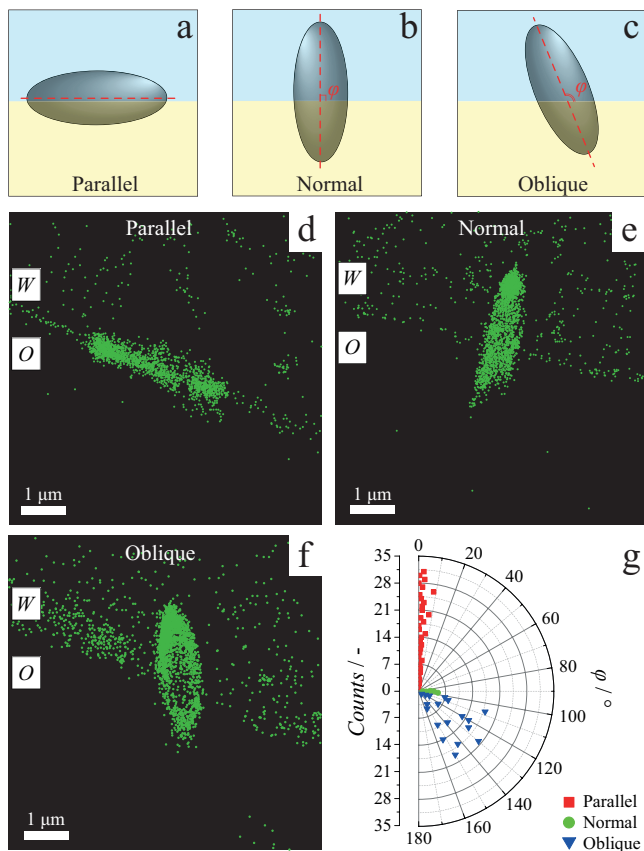 a
b
c
φ
φ
Parallel
Normal
Oblique
Parallel
d
W
O
1 μm
Normal
e
W
O
1 μm
Oblique
f
W
O
1 μm
g
Counts / -
35
28
21
14
7
0
7
14
21
28
35
0
20
40
60
80
100
120
140
160
180
φ / °
Parallel
Normal
Oblique